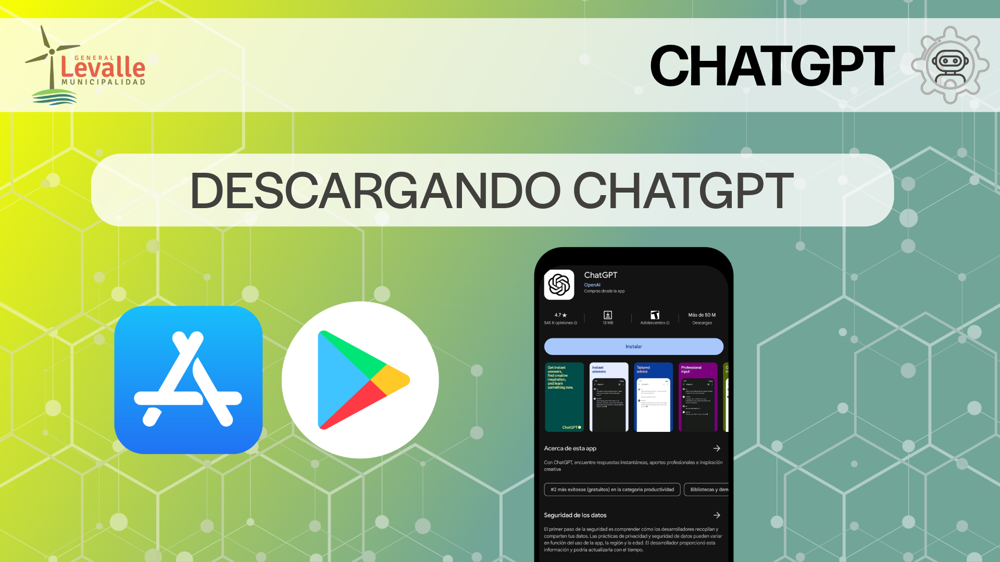 GENERAL
Levalle
MUNICIPALIDAD
CHATGPT
DESCARGANDO CHATGPT
ChatGPT
OpenAI
Compras desde la app
4.7★
545 K opiniones
13 MB
Adolescentes
Más de 50 M
Descargas
Instalar
Get instant
answers,
find creative
inspiration,
and learn
something new.
ChatGPT
Instant
answers
Tailored
advice
Professional
input
Acerca de esta app
Con ChatGPT, encuentre respuestas instantáneas, aportes profesionales e inspiración
creativa
#2 más exitosos (gratuitos) en la categoría productividad
Bibliotecas y dem
Seguridad de los datos
El primer paso de la seguridad es comprender cómo los desarrolladores recopilan y
comparten tus datos. Las prácticas de privacidad y seguridad de datos pueden variar
en función del uso de la app, la región y la edad. El desarrollador proporcionó esta
información y podría actualizarla con el tiempo.